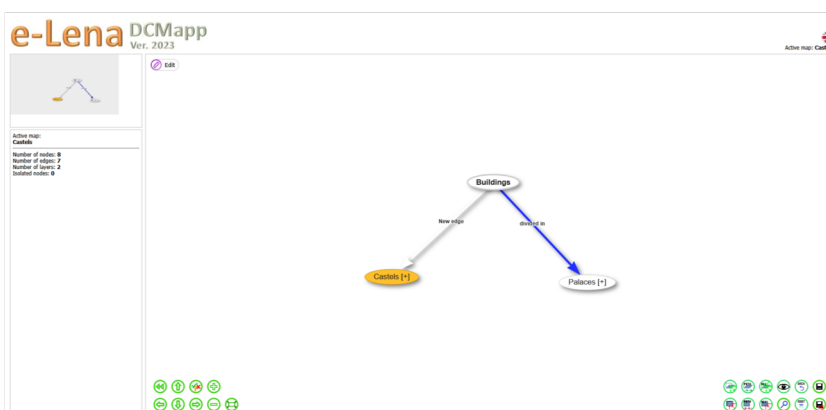 e-Lena DCMapp
Ver. 2023
Active map: Cast
Edit
Active map:
Castels
Number of nodes: 8
Number of edges: 7
Number of layers: 2
Isolated nodes: 0
Buildings
New edge
divided in
Castels [+]
Palaces [+]